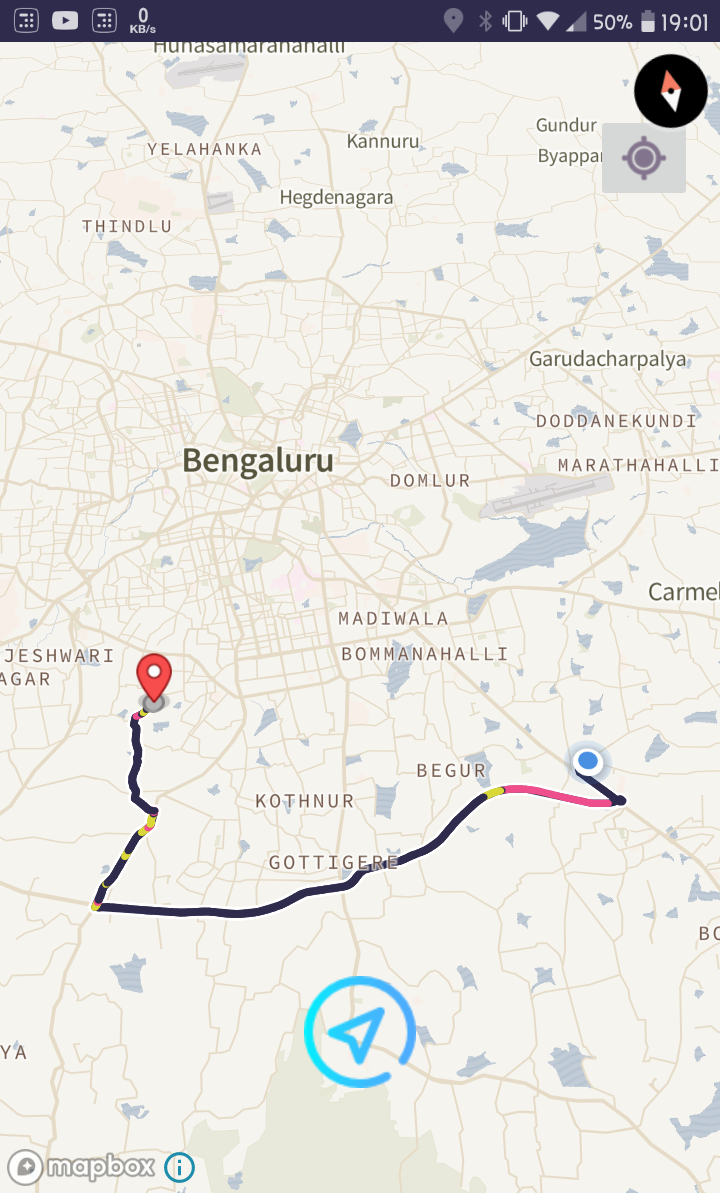 0
KB/s
50%
19:01
Hunasamaranahalli
Gundur
Kannuru
YELAHANKA
Byappar
Hegdenagara
THINDLU
Garudacharpalya
DODDANEKUNDI
Bengaluru
MARATHAHALLI
DOMLUR
Carmel
MADIWALA
JESHWARI
AGAR
BOMMANAHALLI
BEGUR
KOTHNUR
GOTTIGERE
BO
YA
mapbox
i